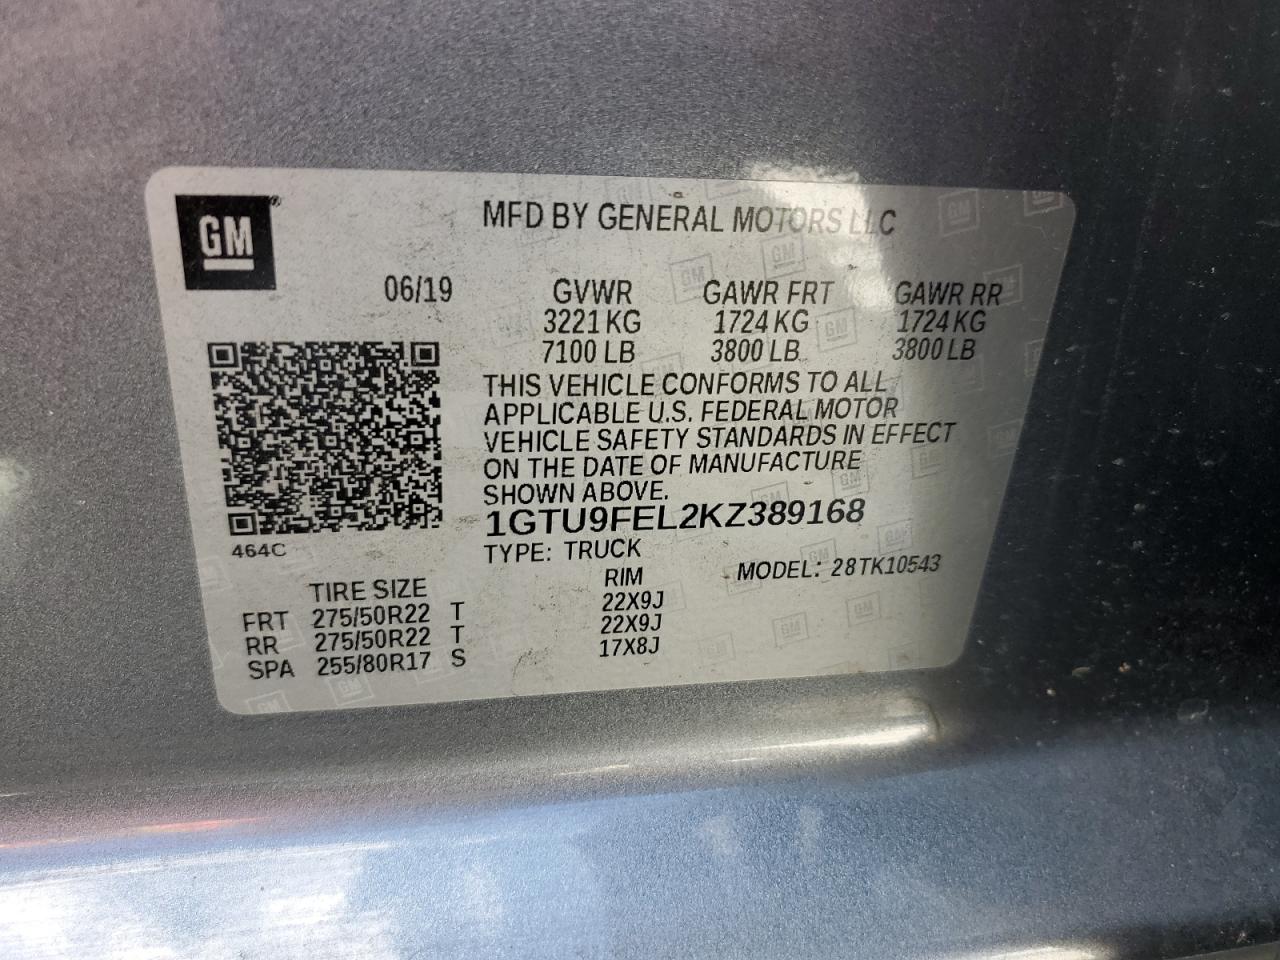 GM
MFD BY GENERAL MOTORS LLC
06/19 GVWR GAWR FRT GAWR RR
3221 KG 1724 KG 1724 KG
7100 LB 3800 LB 3800 LB
THIS VEHICLE CONFORMS TO ALL
APPLICABLE U.S. FEDERAL MOTOR
VEHICLE SAFETY STANDARDS IN EFFECT
ON THE DATE OF MANUFACTURE
SHOWN ABOVE.
1GTU9FEL2KZ389168
464C
TYPE: TRUCK MODEL: 28TK10543
TIRE SIZE RIM
FRT 275/50R22 T 22X9J
RR 275/50R22 T 22X9J
SPA 255/80R17 S 17X8J